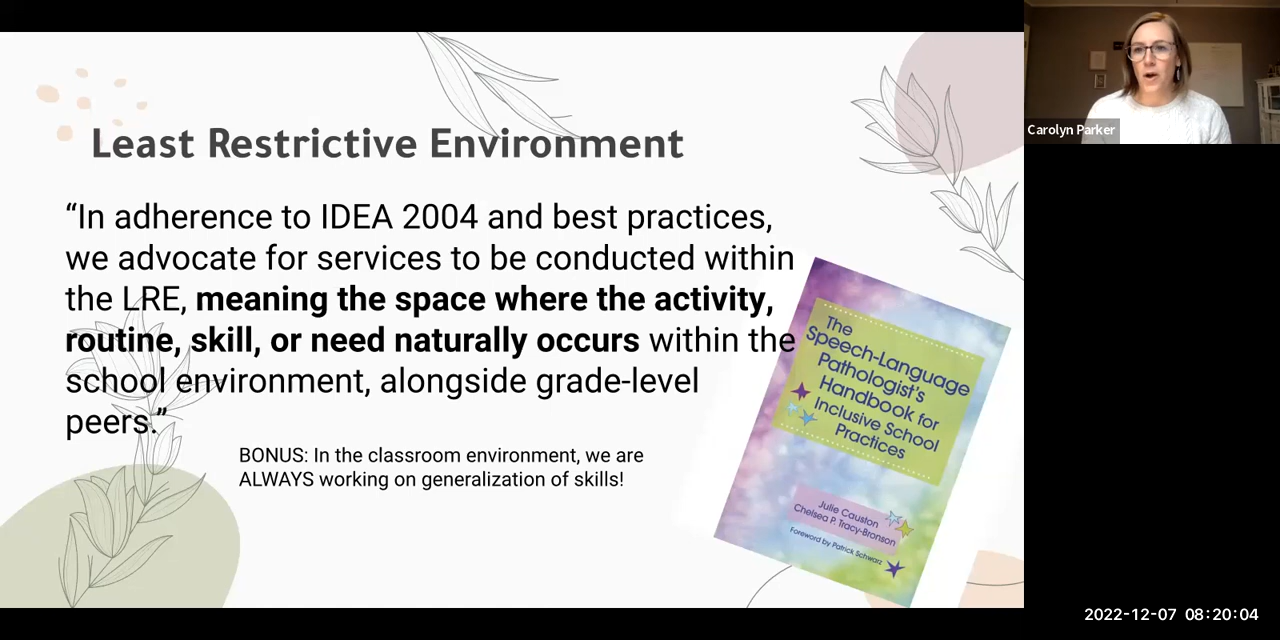 Least Restrictive Environment
“In adherence to IDEA 2004 and best practices,
we advocate for services to be conducted within
the LRE, meaning the space where the activity,
routine, skill, or need naturally occurs within the
school environment, alongside grade-level
peers.”
BONUS: In the classroom environment, we are
ALWAYS working on generalization of skills!
The
Speech-Language
Pathologist’s
Handbook for
Inclusive School
Practices
Julie Causton
Chelsea P. Tracy-Bronson
Foreword by Patrick Schwarz
Carolyn Parker
2022-12-07 08:20:04